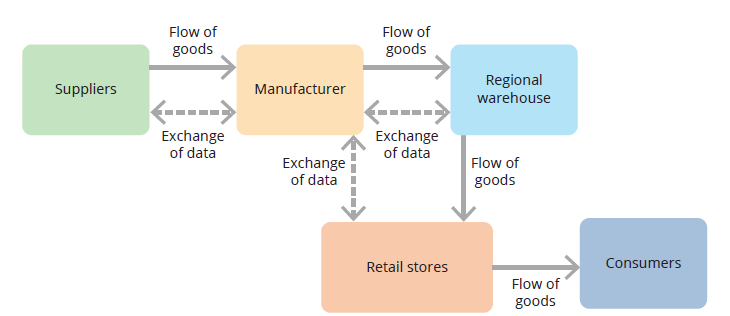 Flow of
goods
Flow of
goods
Suppliers
Manufacturer
Regional
warehouse
Exchange
of data
Exchange
of data
Exchange
of data
Flow of
goods
Retail stores
Consumers
Flow of
goods